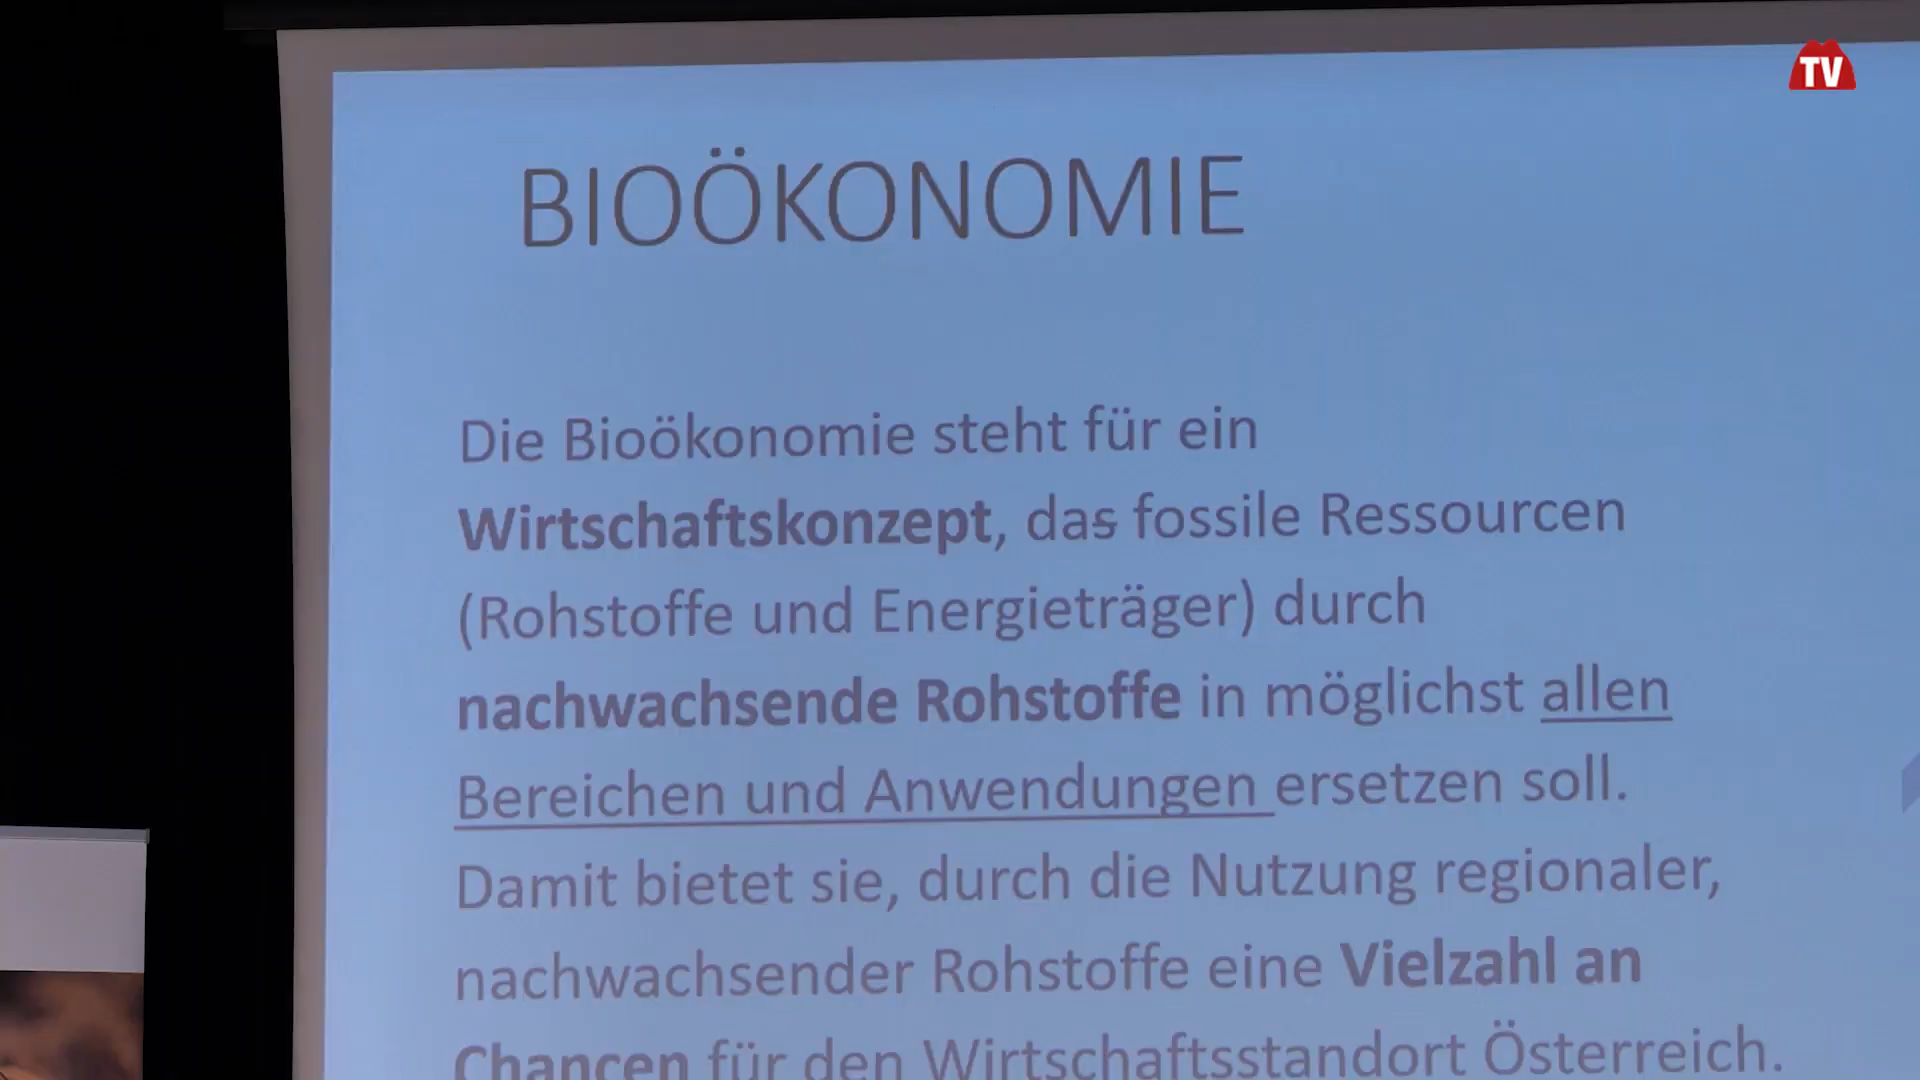 TV
BIOÖKONOMIE
Die Bioökonomie steht für ein
Wirtschaftskonzept, das fossile Ressourcen
(Rohstoffe und Energieträger) durch
nachwachsende Rohstoffe in möglichst allen
Bereichen und Anwendungen ersetzen soll.
Damit bietet sie, durch die Nutzung regionaler,
nachwachsender Rohstoffe eine Vielzahl an
Chancen für den Wirtschaftsstandort Österreich.